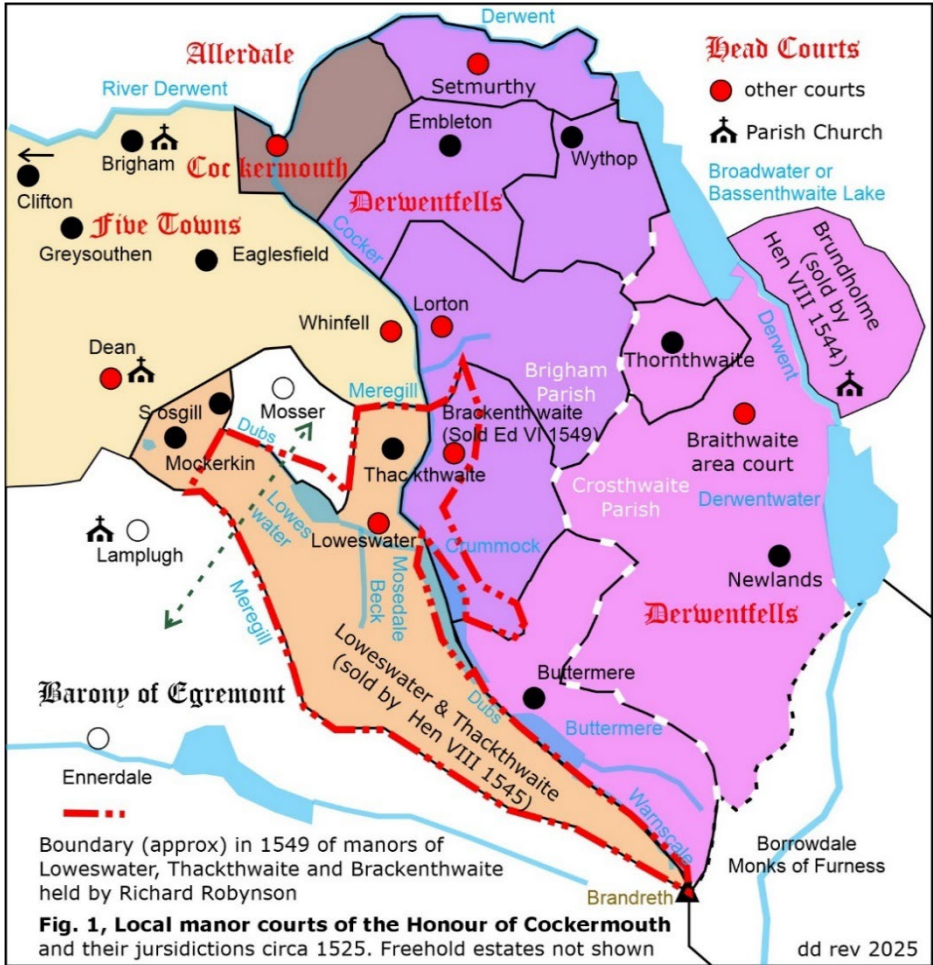 Derwent
Allerdale
Head Courts
Setmurthy
other courts
River Derwent
Embleton
Parish Church
Brigham
Wythop
Cockermouth
Broadwater or
Bassenthwaite Lake
Clifton
Derwentfells
Five Towns
Greysouthen
Eaglesfield
Cocker
Brundholme
(sold by
Hen VIII 1544)
Whinfell
Lorton
Dean
Thornthwaite
Derwent
Meregill
Brigham
Parish
Mosser
Sosgill
Dubs
Brackenthwaite
(Sold Ed VI 1549)
Braithwaite
area court
Mockerkin
Thackthwaite
Crosthwaite
Parish
Derwentwater
Lowes
water
Loweswater
Crummock
Lamplugh
Mosedale
Beck
Newlands
Meregill
Derwentfells
Loweswater & Thackthwaite
(sold by Hen VIII 1545)
Buttermere
Barony of Egremont
Dubs
Buttermere
Ennerdale
Warnscale
Boundary (approx) in 1549 of manors of
Loweswater, Thackthwaite and Brackenthwaite
held by Richard Robynson
Borrowdale
Monks of Furness
Brandreth
Fig. 1, Local manor courts of the Honour of Cockermouth
and their jursidictions circa 1525. Freehold estates not shown
dd rev 2025